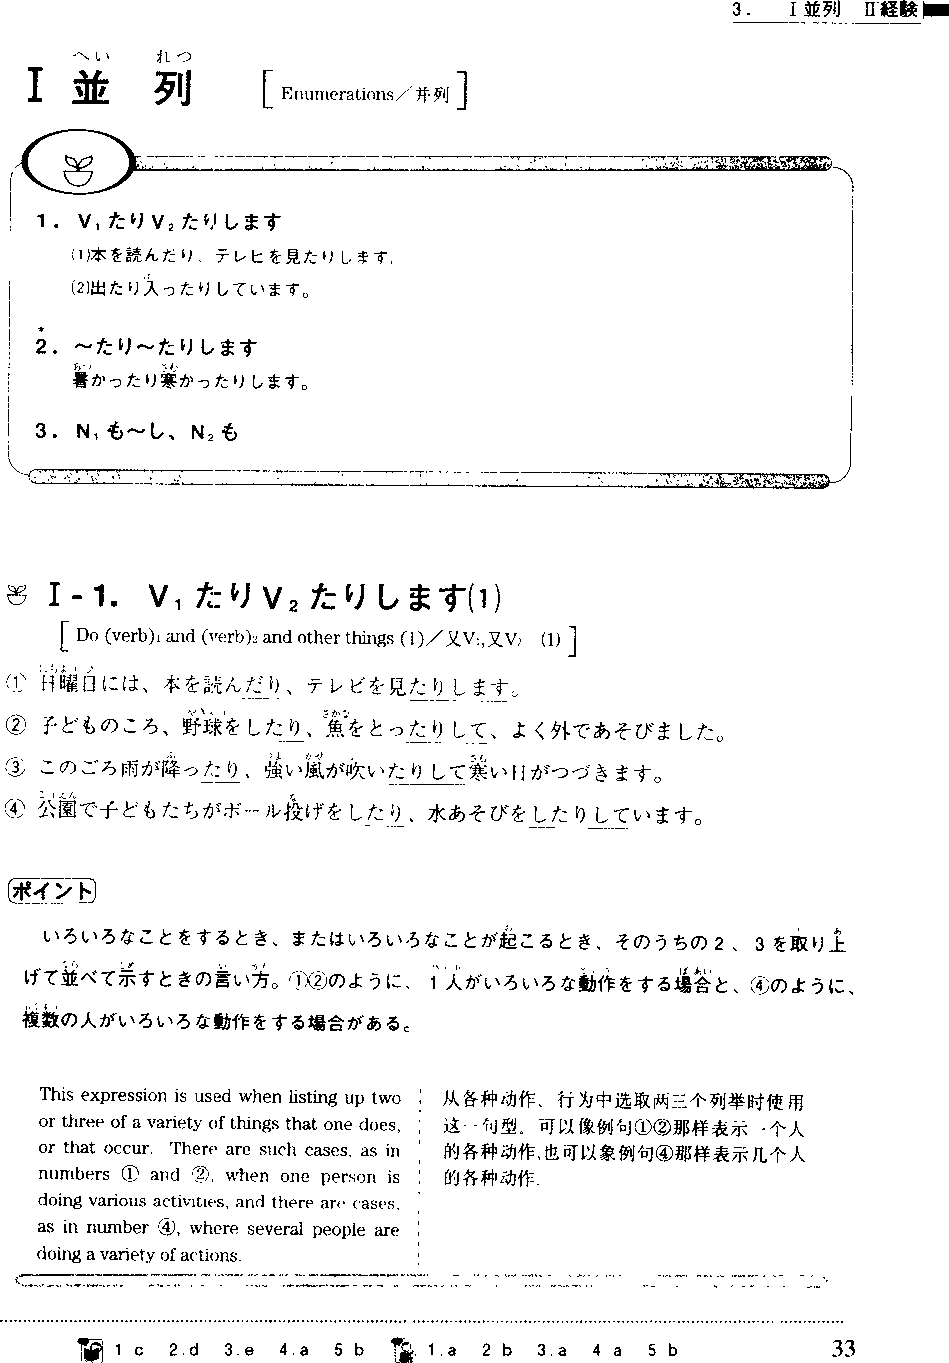 3. Ⅰ並列 Ⅱ経験
へい れつ
Ⅰ 並 列 [Enumerations／并列]
1. V₁たりV₂たりします
(1)本を読んだり、テレビを見たりします.
(2)出たり入ったりしています。
*
2. ～たり～たりします
暑かったり寒かったりします。
3. N₁も～し、N₂も
Ⅰ-1. V₁たりV₂たりします(1)
[Do (verb)₁ and (verb)₂ and other things (1)／又V₁,又V₂ (1)]
① 日曜日には、本を読んだり、テレビを見たりします。
② 子どものころ、野球をしたり、魚をとったりして、よく外であそびました。
③ このごろ雨が降ったり、強い風が吹いたりして寒い日がつづきます。
④ 公園で子どもたちがボール投げをしたり、水あそびをしたりしています。
ポイント
いろいろなことをするとき、またはいろいろなことが起こるとき、そのうちの2、3を取り上
げて並べて示すときの言い方。①②のように、1人がいろいろな動作をする場合と、④のように、
複数の人がいろいろな動作をする場合がある。
This expression is used when listing up two
or three of a variety of things that one does,
or that occur. There are such cases, as in
numbers ① and ②, when one person is
doing various activities, and there are cases,
as in number ④, where several people are
doing a variety of actions.
从各种动作、行为中选取两三个列举时使用
这一句型。可以像例句①②那样表示一个人
的各种动作,也可以象例句④那样表示几个人
的各种动作.
1 c 2.d 3.e 4.a 5 b 1.a 2 b 3.a 4 a 5 b 33